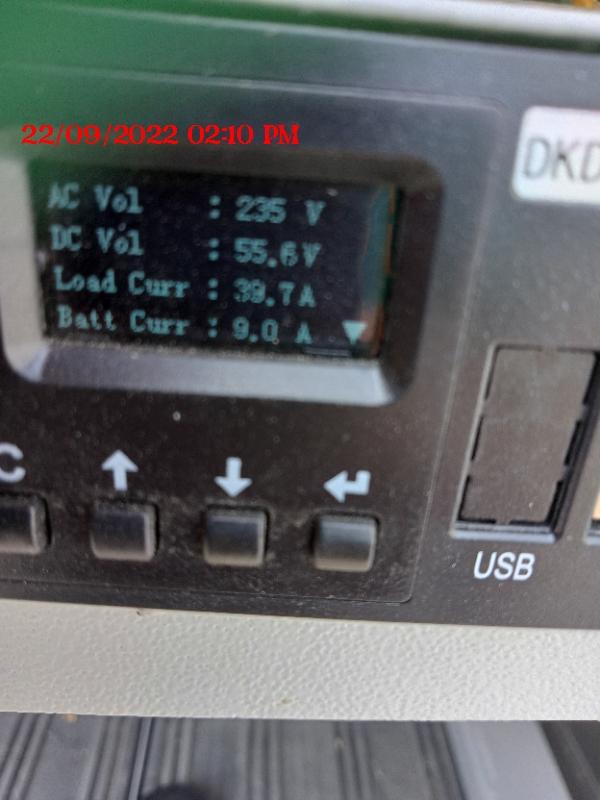 22/09/2022 02:10 PM
DKD
AC Vol : 235 V
DC Vol : 55.6V
Load Curr : 39.7A
Batt Curr : 9.0 A
C
USB